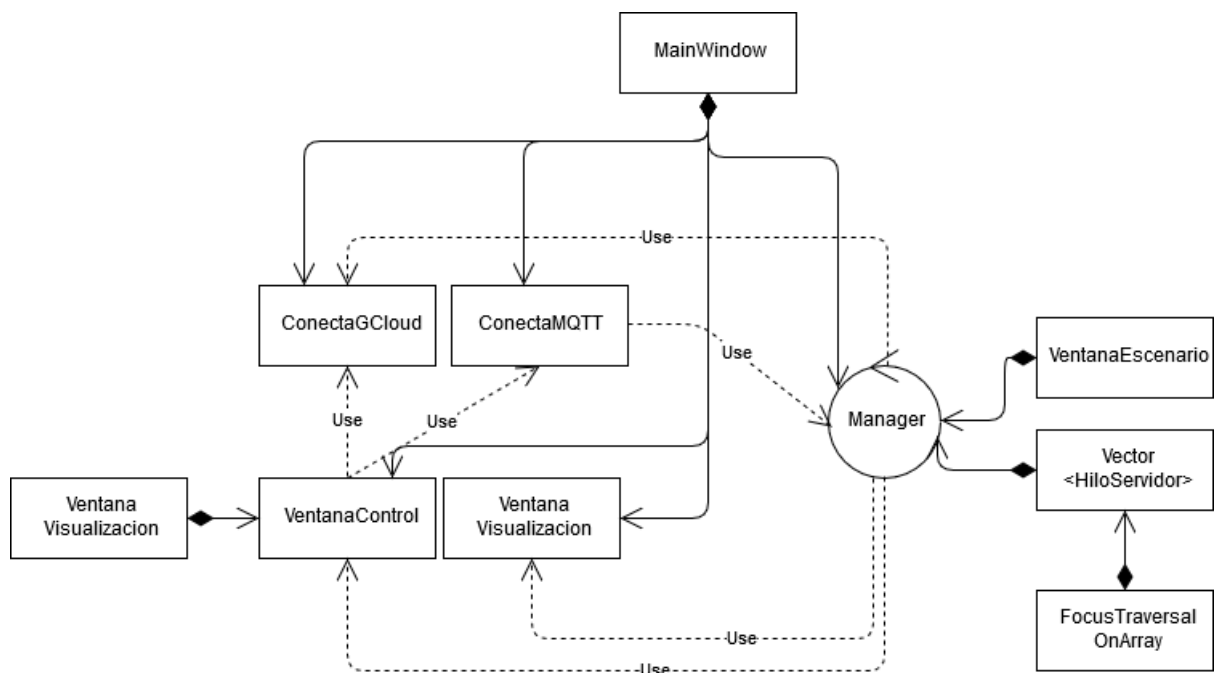 MainWindow
Use
ConectaGCloud
ConectaMQTT
Use
VentanaEscenario
Manager
Use
Use
Vector
<HiloServidor>
Ventana
Visualizacion
VentanaControl
Ventana
Visualizacion
Use
FocusTraversal
OnArray
Use